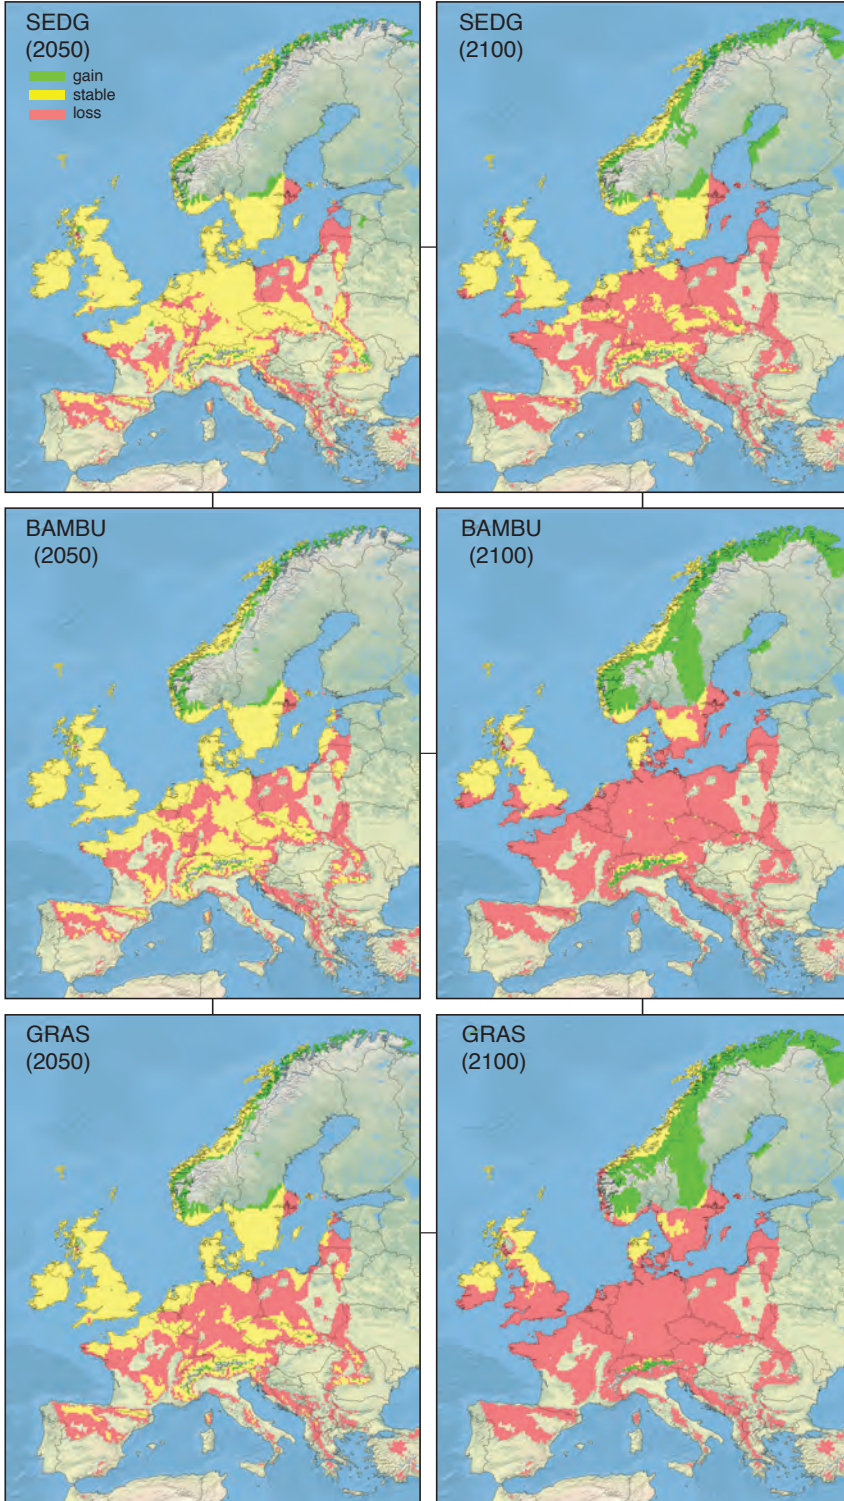 SEDG
(2050)
gain
stable
loss
SEDG
(2100)
BAMBU
(2050)
BAMBU
(2100)
GRAS
(2050)
GRAS
(2100)